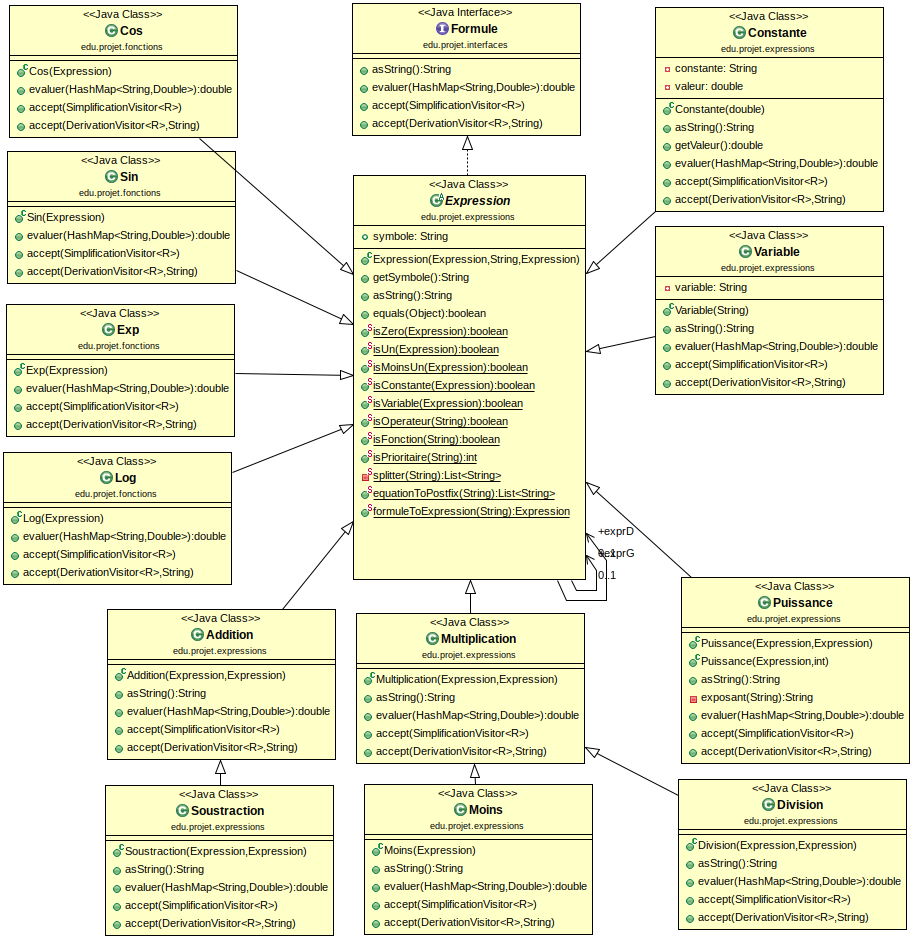 <<Java Class>>
Cos
edu.projet.fonctions
Cos(Expression)
evaluer(HashMap<String,Double>):double
accept(SimplificationVisitor<R>)
accept(DerivationVisitor<R>,String)
<<Java Interface>>
Formule
edu.projet.interfaces
asString():String
evaluer(HashMap<String,Double>):double
accept(SimplificationVisitor<R>)
accept(DerivationVisitor<R>,String)
<<Java Class>>
Constante
edu.projet.expressions
constante: String
valeur: double
Constante(double)
asString():String
getValeur():double
evaluer(HashMap<String,Double>):double
accept(SimplificationVisitor<R>)
accept(DerivationVisitor<R>,String)
<<Java Class>>
Sin
edu.projet.fonctions
Sin(Expression)
evaluer(HashMap<String,Double>):double
accept(SimplificationVisitor<R>)
accept(DerivationVisitor<R>,String)
<<Java Class>>
Expression
edu.projet.expressions
symbole: String
Expression(Expression,String,Expression)
getSymbole():String
asString():String
equals(Object):boolean
isZero(Expression):boolean
isUn(Expression):boolean
isMoinsUn(Expression):boolean
isConstante(Expression):boolean
isVariable(Expression):boolean
isOperateur(String):boolean
isFonction(String):boolean
isPrioritaire(String):int
splitter(String):List<String>
equationToPostfix(String):List<String>
formuleToExpression(String):Expression
<<Java Class>>
Variable
edu.projet.expressions
variable: String
Variable(String)
asString():String
evaluer(HashMap<String,Double>):double
accept(SimplificationVisitor<R>)
accept(DerivationVisitor<R>,String)
<<Java Class>>
Exp
edu.projet.fonctions
Exp(Expression)
evaluer(HashMap<String,Double>):double
accept(SimplificationVisitor<R>)
accept(DerivationVisitor<R>,String)
<<Java Class>>
Log
edu.projet.fonctions
Log(Expression)
evaluer(HashMap<String,Double>):double
accept(SimplificationVisitor<R>)
accept(DerivationVisitor<R>,String)
+exprD
0..1
+exprG
0..1
<<Java Class>>
Addition
edu.projet.expressions
Addition(Expression,Expression)
asString():String
evaluer(HashMap<String,Double>):double
accept(SimplificationVisitor<R>)
accept(DerivationVisitor<R>,String)
<<Java Class>>
Multiplication
edu.projet.expressions
Multiplication(Expression,Expression)
asString():String
evaluer(HashMap<String,Double>):double
accept(SimplificationVisitor<R>)
accept(DerivationVisitor<R>,String)
<<Java Class>>
Puissance
edu.projet.expressions
Puissance(Expression,Expression)
Puissance(Expression,int)
asString():String
exposant(String):String
evaluer(HashMap<String,Double>):double
accept(SimplificationVisitor<R>)
accept(DerivationVisitor<R>,String)
<<Java Class>>
Soustraction
edu.projet.expressions
Soustraction(Expression,Expression)
asString():String
evaluer(HashMap<String,Double>):double
accept(SimplificationVisitor<R>)
accept(DerivationVisitor<R>,String)
<<Java Class>>
Moins
edu.projet.expressions
Moins(Expression)
asString():String
evaluer(HashMap<String,Double>):double
accept(SimplificationVisitor<R>)
accept(DerivationVisitor<R>,String)
<<Java Class>>
Division
edu.projet.expressions
Division(Expression,Expression)
asString():String
evaluer(HashMap<String,Double>):double
accept(SimplificationVisitor<R>)
accept(DerivationVisitor<R>,String)